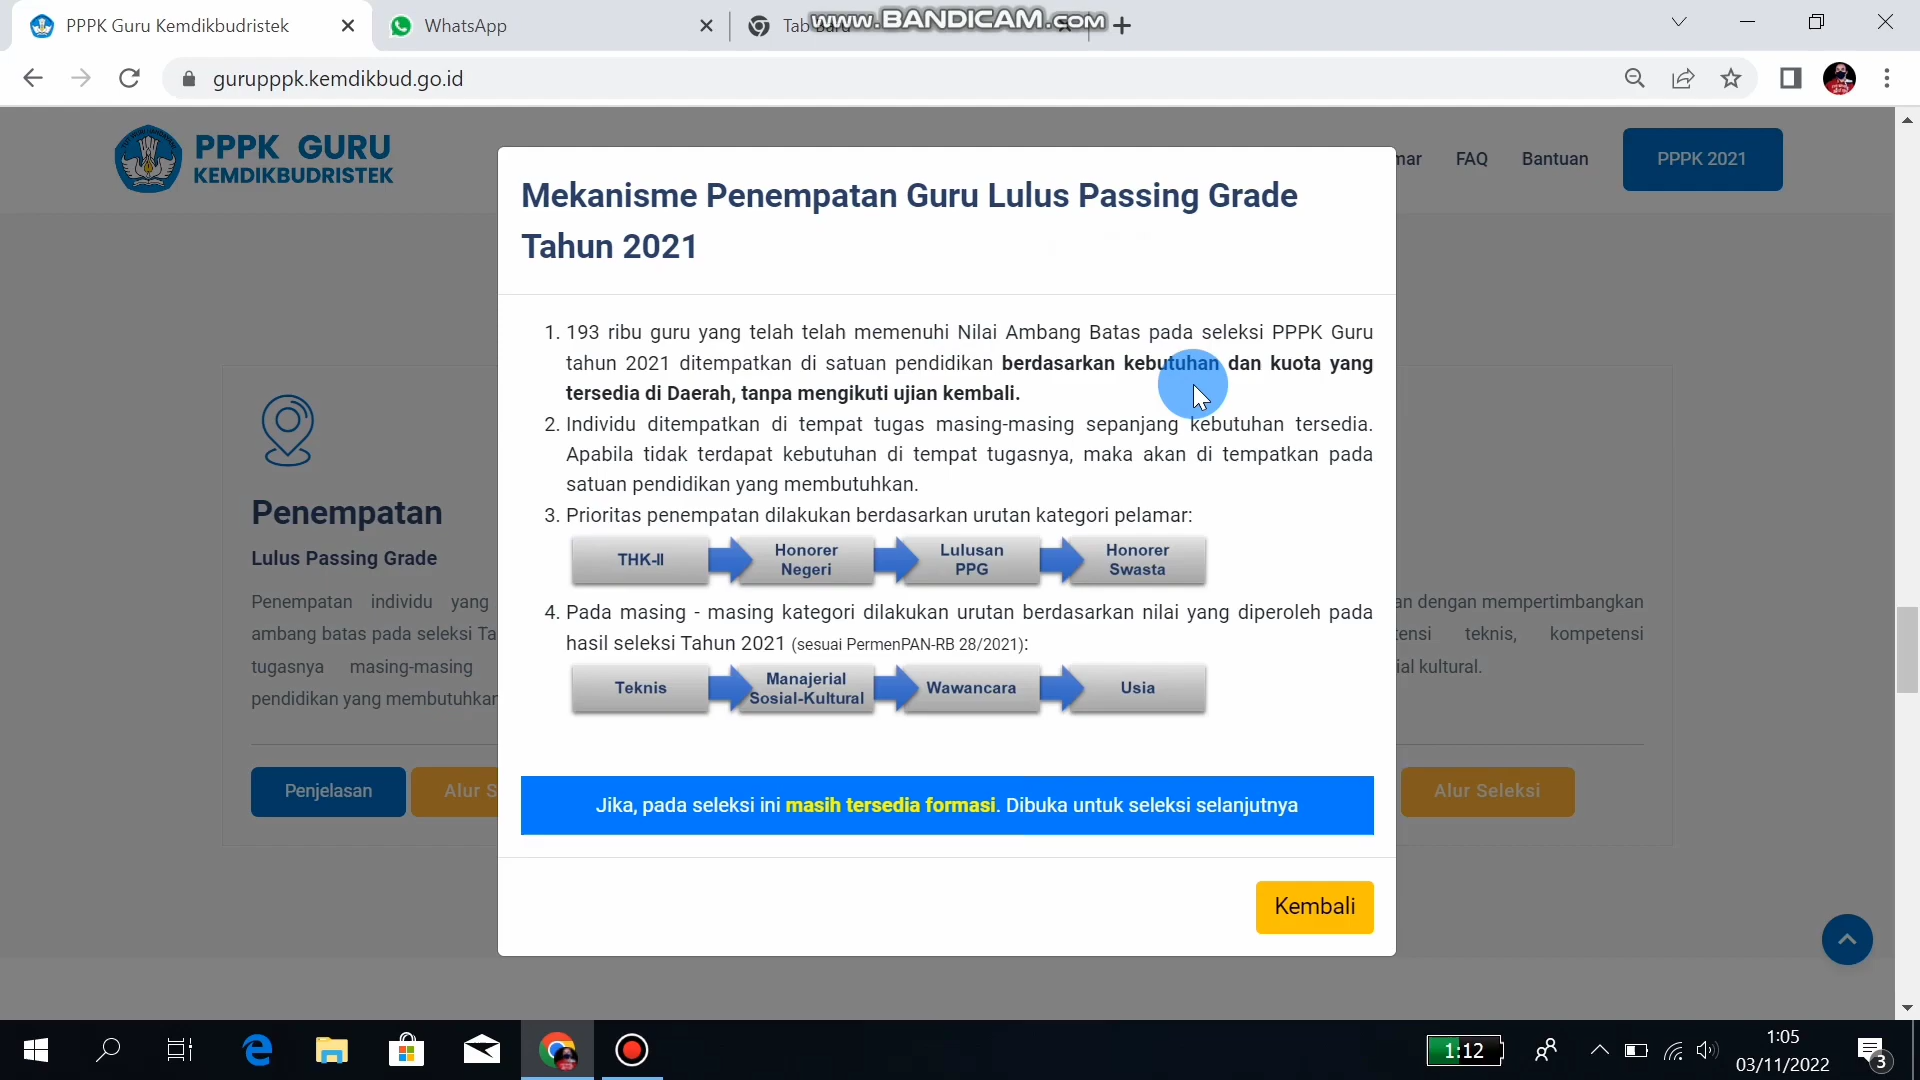 PPPK Guru Kemdikbudristek
WhatsApp
Tab Baru
www.BANDICAM.com
gurupppk.kemdikbud.go.id
PPPK GURU
KEMDIKBUDRISTEK
mar
FAQ
Bantuan
PPPK 2021
Mekanisme Penempatan Guru Lulus Passing Grade
Tahun 2021
1. 193 ribu guru yang telah telah memenuhi Nilai Ambang Batas pada seleksi PPPK Guru
tahun 2021 ditempatkan di satuan pendidikan berdasarkan kebutuhan dan kuota yang
tersedia di Daerah, tanpa mengikuti ujian kembali.
2. Individu ditempatkan di tempat tugas masing-masing sepanjang kebutuhan tersedia.
Apabila tidak terdapat kebutuhan di tempat tugasnya, maka akan di tempatkan pada
satuan pendidikan yang membutuhkan.
3. Prioritas penempatan dilakukan berdasarkan urutan kategori pelamar:
THK-II
Honorer
Negeri
Lulusan
PPG
Honorer
Swasta
4. Pada masing - masing kategori dilakukan urutan berdasarkan nilai yang diperoleh pada
hasil seleksi Tahun 2021 (sesuai PermenPAN-RB 28/2021):
Teknis
Manajerial
Sosial-Kultural
Wawancara
Usia
Jika, pada seleksi ini masih tersedia formasi. Dibuka untuk seleksi selanjutnya
Kembali
Penempatan
Lulus Passing Grade
Penempatan individu yang
ambang batas pada seleksi Ta
tugasnya masing-masing
pendidikan yang membutuhkan
Penjelasan
Alur S
an dengan mempertimbangkan
tensi teknis, kompetensi
ial kultural.
Alur Seleksi
1:12
1:05
03/11/2022
3